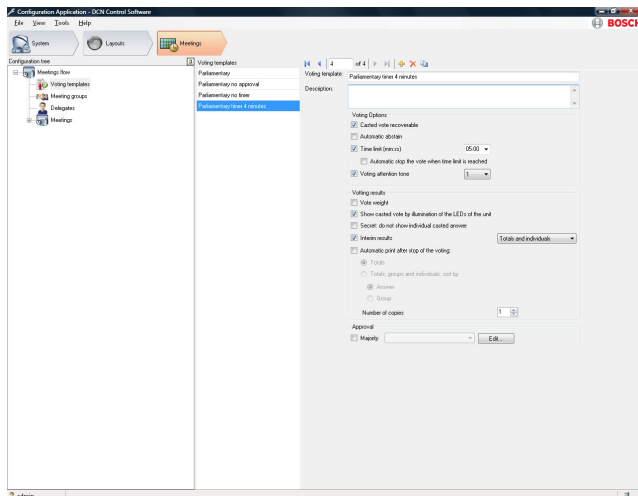 Configuration Application - DCN Control Software
File View Tools Help
BOSCH
System
Layouts
Meetings
Configuration tree
Meetings flow
Voting templates
Meeting groups
Delegates
Meetings
Voting templates
Parliamentary
Parliamentary no approval
Parliamentary no timer
Parliamentary timer 4 minutes
4 of 4
Voting template: Parliamentary timer 4 minutes
Description:
Voting Options
Casted vote recoverable
Automatic abstain
Time limit (mm:ss) 05:00
Automatic stop the vote when time limit is reached
Voting attention tone 1
Votting results
Vote weight
Show casted vote by illumination of the LEDs of the unit
Secret: do not show individual casted answer
Interim results Totals and individuals
Automatic print after stop of the voting:
Totals
Totals, groups and individuals, sort by
Answer
Group
Number of copies 1
Approval
Majority Edit...
admin